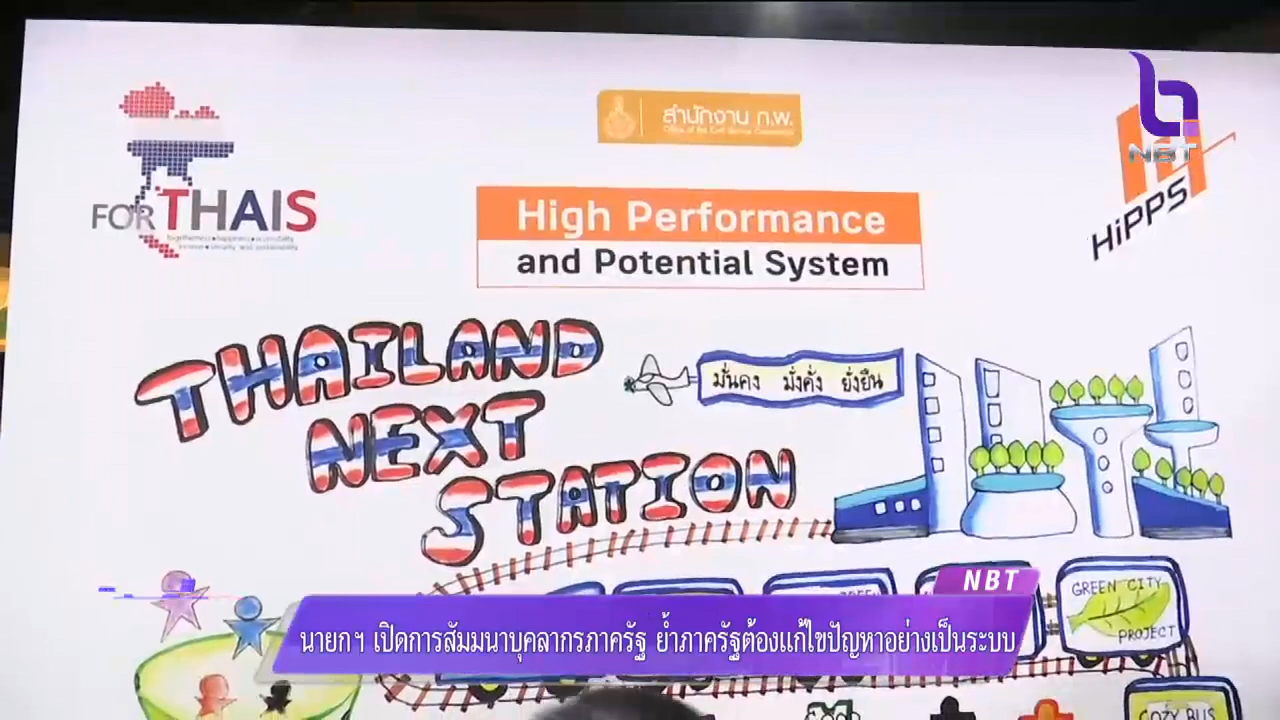 NBT
FOR THAIS
สำนักงาน ก.พ.
HiPPS
High Performance
and Potential System
THAILAND
NEXT
STATION
มั่นคง มั่งคั่ง ยั่งยืน
GREEN CITY
PROJECT
NBT
นายกฯ เปิดการสัมมนาบุคลากรภาครัฐ ย้ำภาครัฐต้องแก้ไขปัญหาอย่างเป็นระบบ
COZY BUS